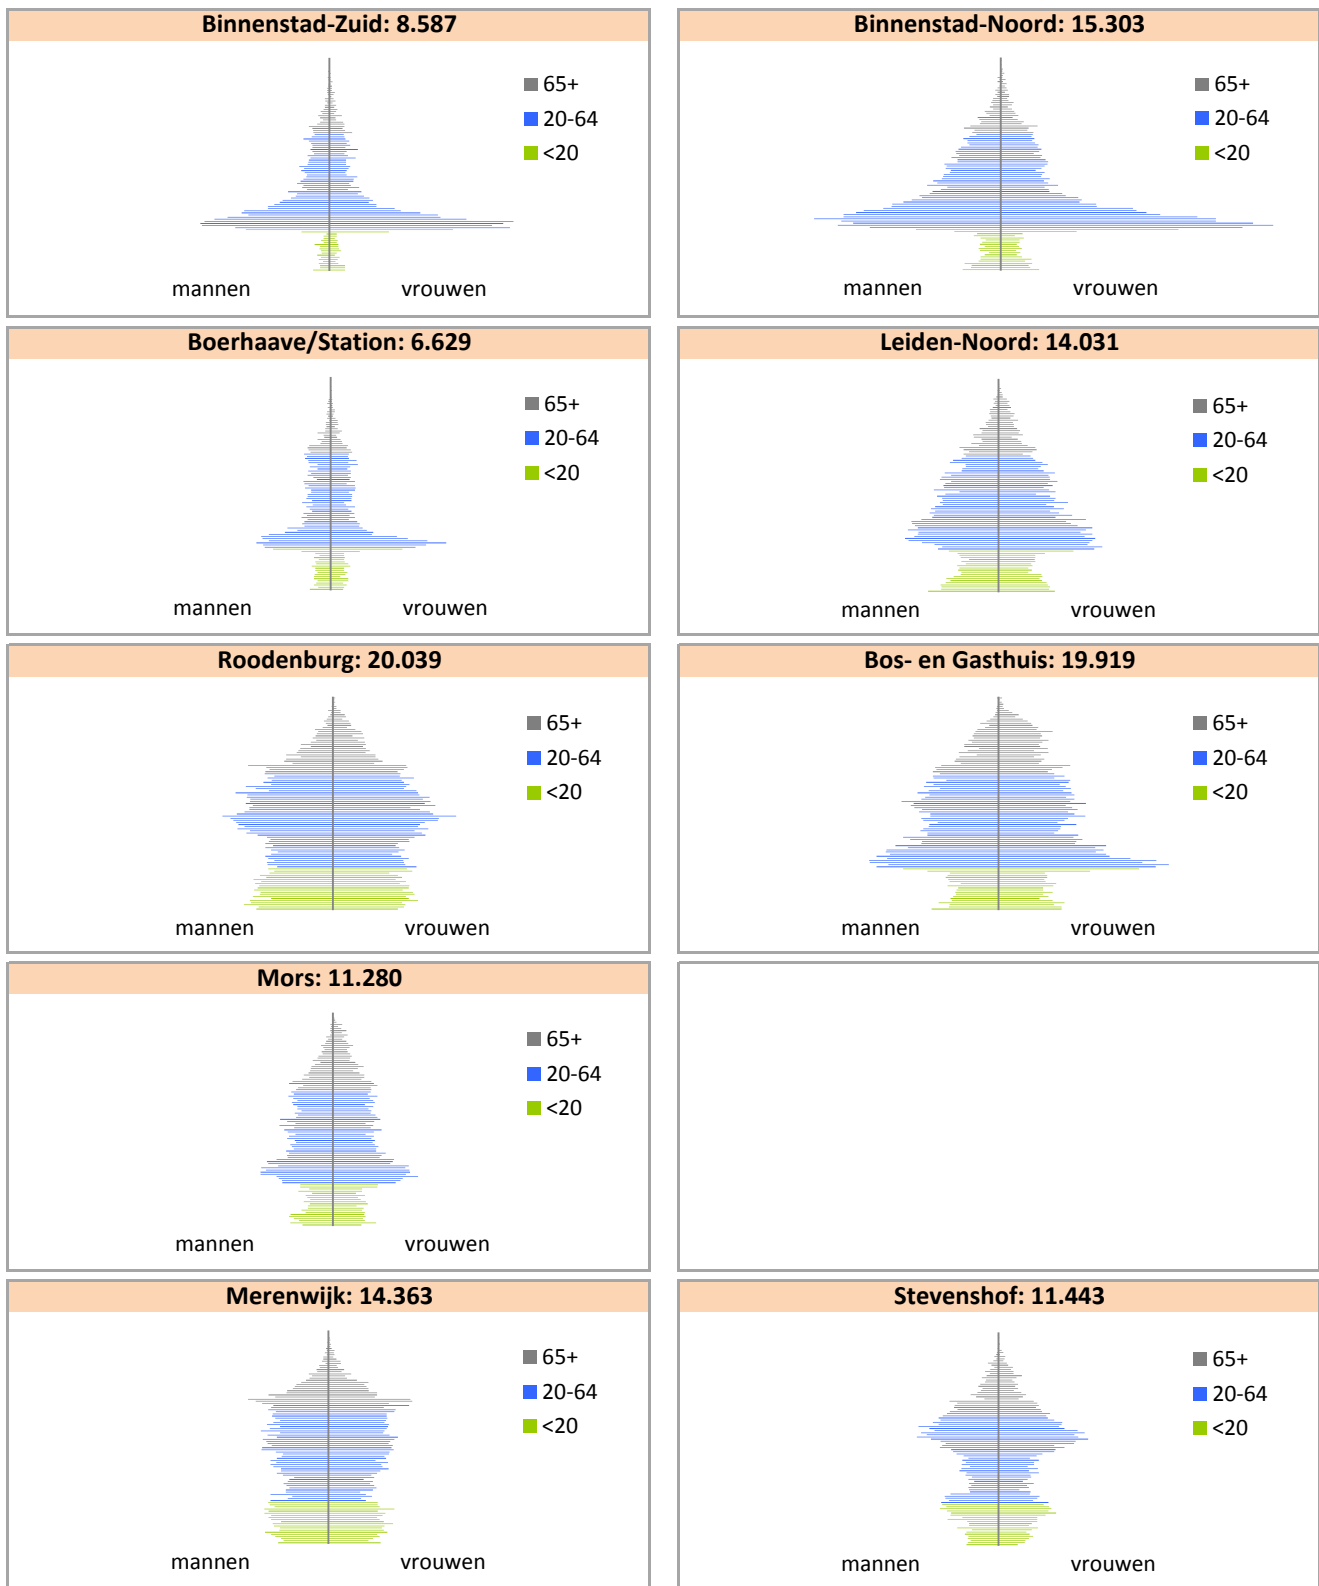 Binnenstad-Zuid: 8.587
65+
20-64
<20
mannen vrouwen
Binnenstad-Noord: 15.303
65+
20-64
<20
mannen vrouwen
Boerhaave/Station: 6.629
65+
20-64
<20
mannen vrouwen
Leiden-Noord: 14.031
65+
20-64
<20
mannen vrouwen
Roodenburg: 20.039
65+
20-64
<20
mannen vrouwen
Bos- en Gasthuis: 19.919
65+
20-64
<20
mannen vrouwen
Mors: 11.280
65+
20-64
<20
mannen vrouwen
Merenwijk: 14.363
65+
20-64
<20
mannen vrouwen
Stevenshof: 11.443
65+
20-64
<20
mannen vrouwen